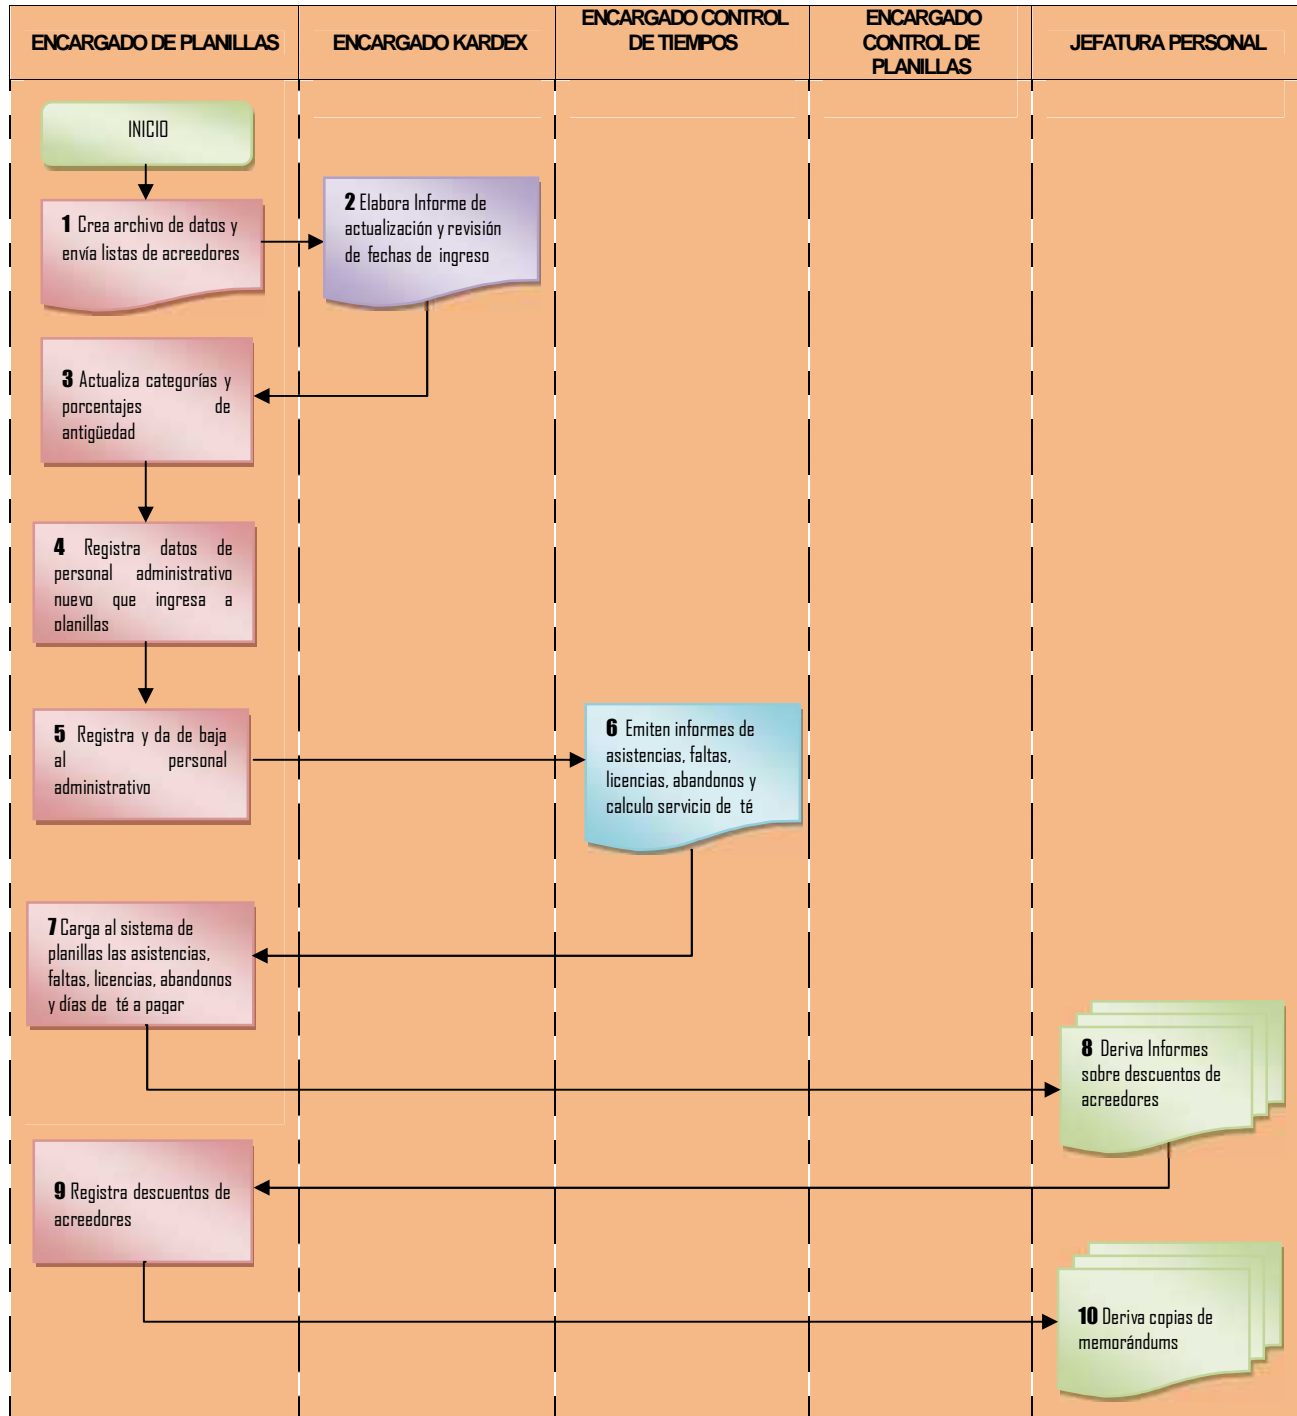 ENCARGADO DE PLANILLAS
ENCARGADO KARDEX
ENCARGADO CONTROL
DE TIEMPOS
ENCARGADO
CONTROL DE
PLANILLAS
JEFATURA PERSONAL
INICIO
1 Crea archivo de datos y
envía listas de acreedores
2 Elabora Informe de
actualización y revisión
de fechas de ingreso
3 Actualiza categorías y
porcentajes de
antigüedad
4 Registra datos de
personal administrativo
nuevo que ingresa a
planillas
5 Registra y da de baja
al personal
administrativo
6 Emiten informes de
asistencias, faltas,
licencias, abandonos y
calculo servicio de té
7 Carga al sistema de
planillas las asistencias,
faltas, licencias, abandonos
y días de té a pagar
8 Deriva Informes
sobre descuentos de
acreedores
9 Registra descuentos de
acreedores
10 Deriva copias de
memorándums